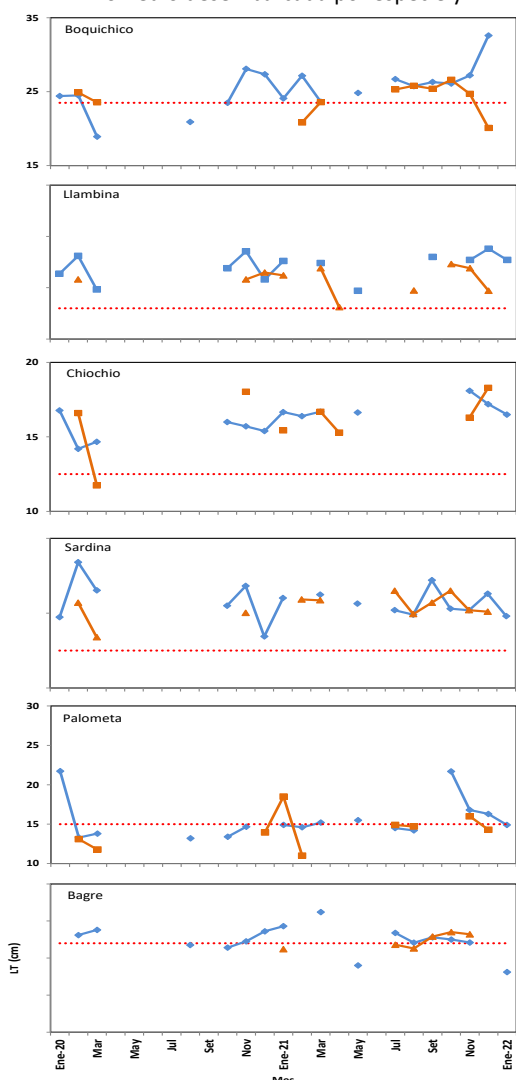 Boquichico
35
25
15
Llambina
Chiochio
20
15
10
Sardina
Palometa
30
25
20
15
10
Bagre
LT (cm)
Ene-20
Mar
May
Jul
Set
Nov
Ene-21
Mar
May
Jul
Set
Nov
Ene-22